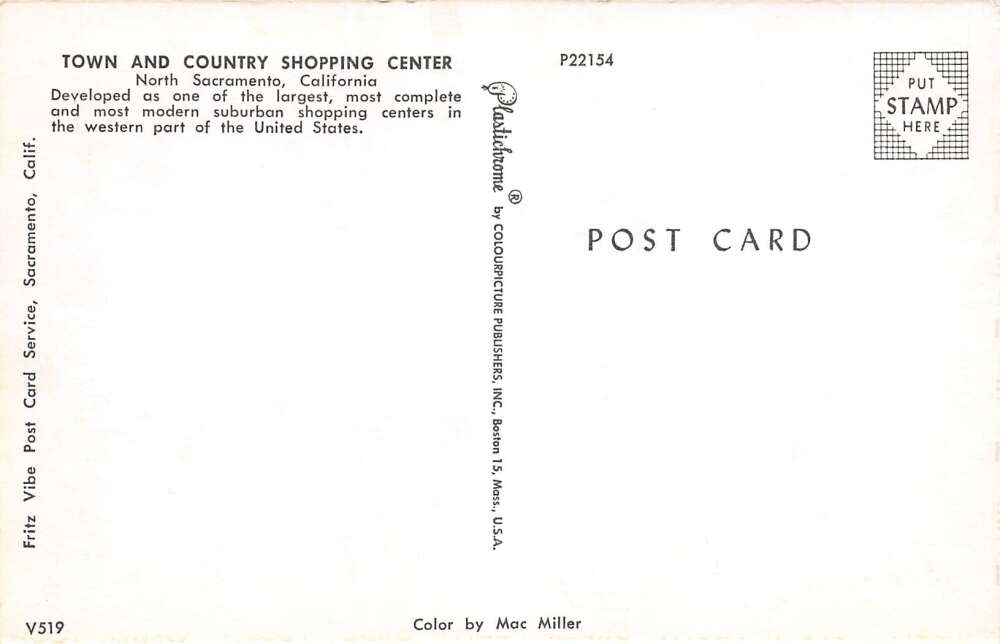 TOWN AND COUNTRY SHOPPING CENTER
North Sacramento, California
Developed as one of the largest, most complete
and most modern suburban shopping centers in
the western part of the United States.
Fritz Vibe Post Card Service, Sacramento, Calif.
V519
Plastichrome ® by COLOURPICTURE PUBLISHERS, INC., Boston 15, Mass., U.S.A.
Color by Mac Miller
P22154
PUT
STAMP
HERE
POST CARD